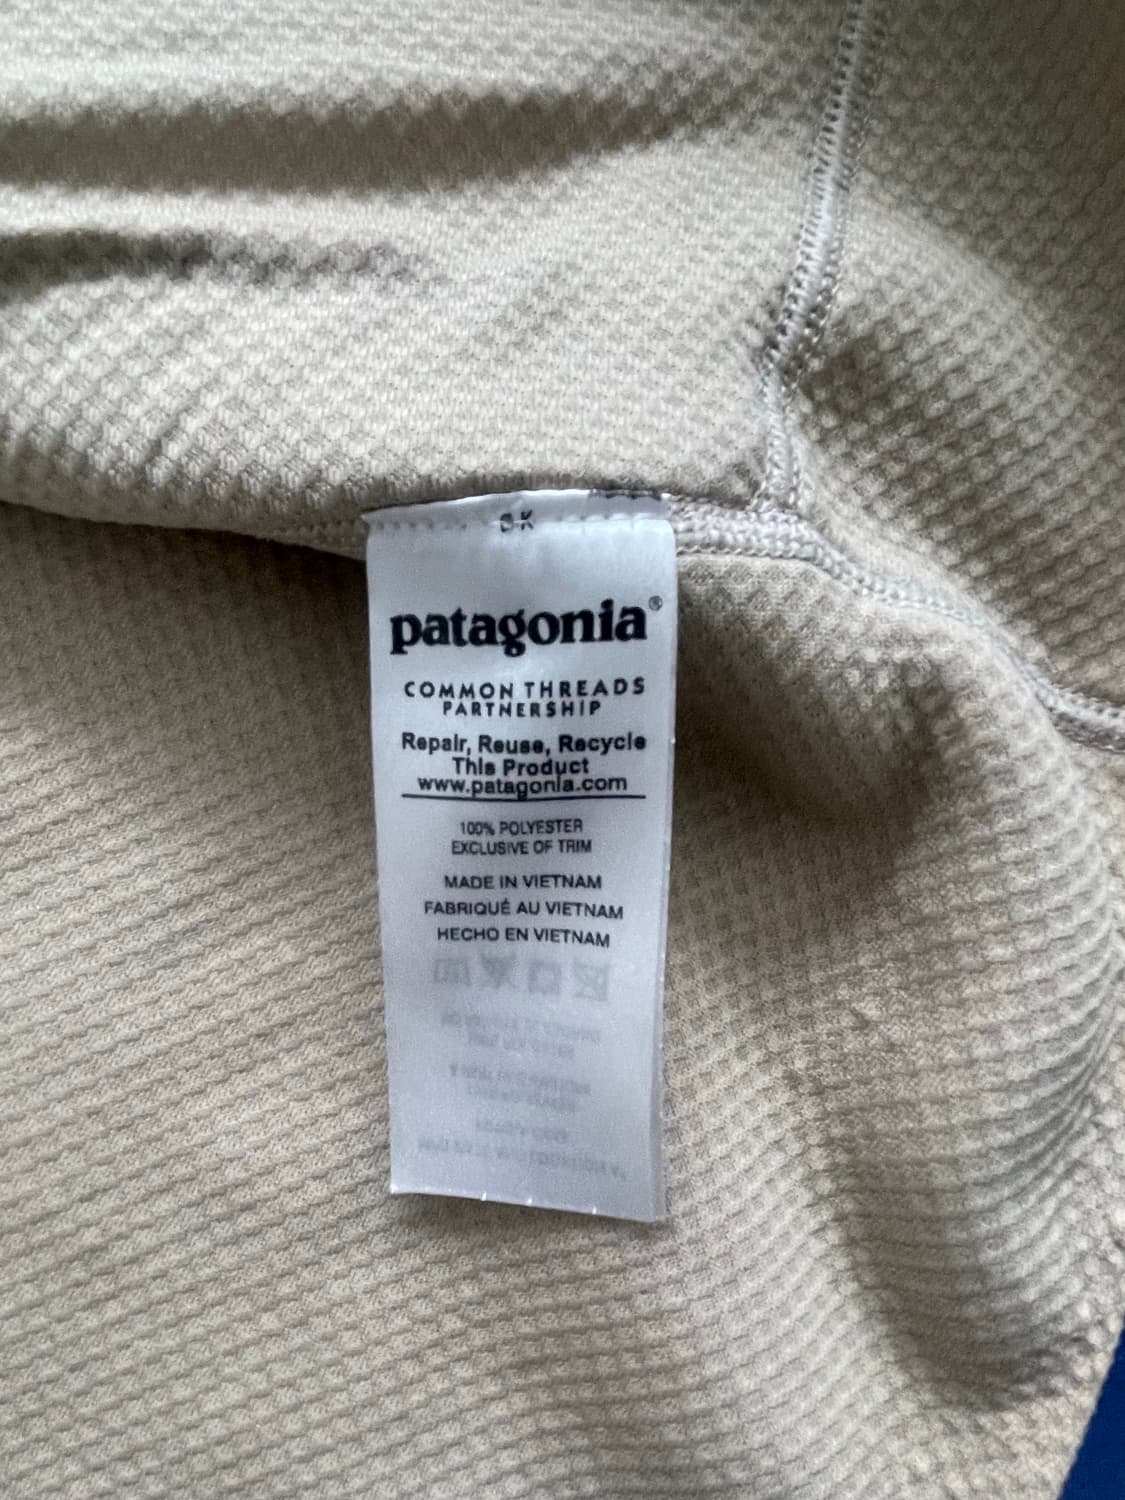 patagonia®
COMMON THREADS
PARTNERSHIP
Repair, Reuse, Recycle
This Product
www.patagonia.com
100% POLYESTER
EXCLUSIVE OF TRIM
MADE IN VIETNAM
FABRIQUÉ AU VIETNAM
HECHO EN VIETNAM